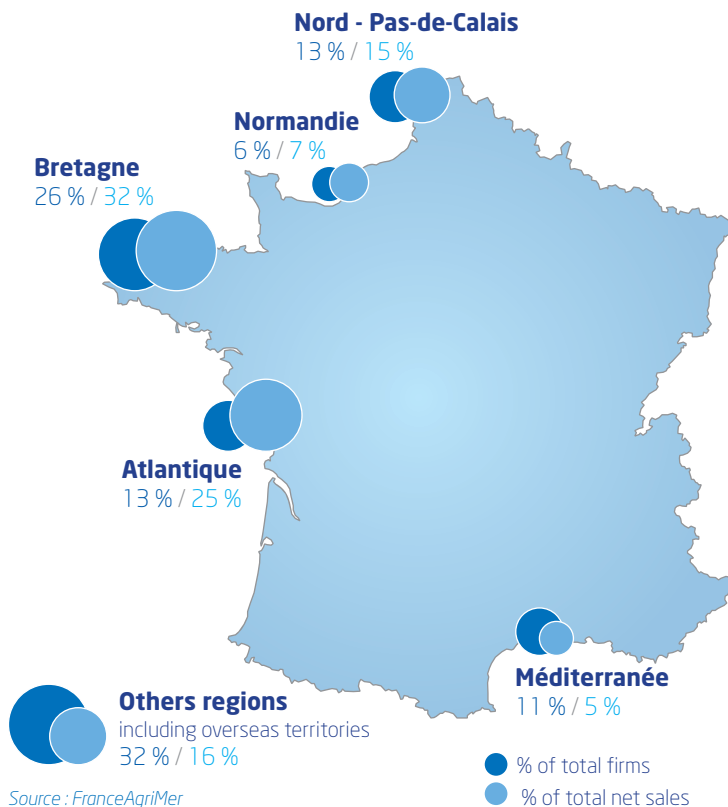 Nord - Pas-de-Calais
13 % / 15 %
Normandie
6 % / 7 %
Bretagne
26 % / 32 %
Atlantique
13 % / 25 %
Méditerranée
11 % / 5 %
Others regions
including overseas territories
32 % / 16 %
% of total firms
% of total net sales
Source : FranceAgriMer